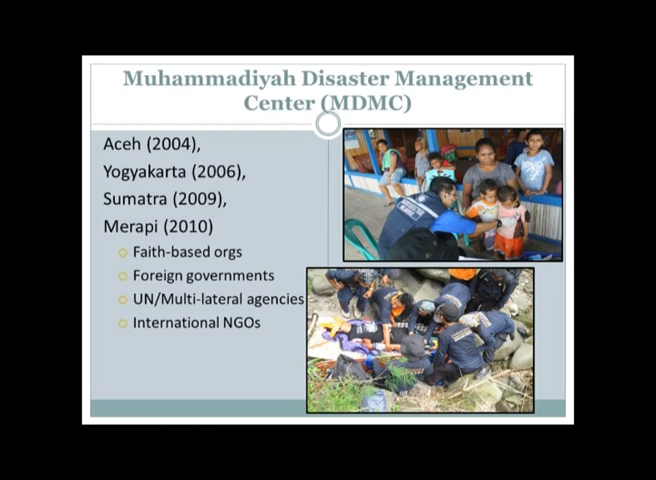 Muhammadiyah Disaster Management
Center (MDMC)
Aceh (2004),
Yogyakarta (2006),
Sumatra (2009),
Merapi (2010)
Faith-based orgs
Foreign governments
UN/Multi-lateral agencies
International NGOs